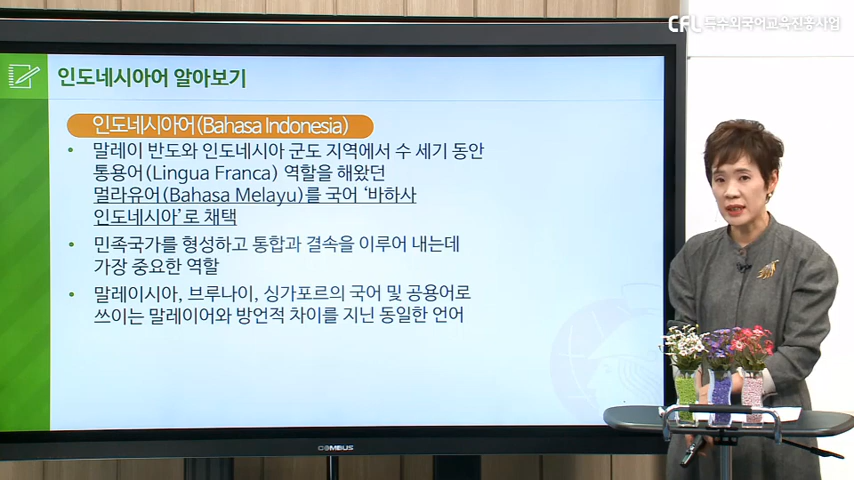 CFL 특수외국어교육진흥사업
인도네시아어 알아보기
인도네시아어(Bahasa Indonesia)
• 말레이 반도와 인도네시아 군도 지역에서 수 세기 동안
통용어(Lingua Franca) 역할을 해왔던
멀라유어(Bahasa Melayu)를 국어 ‘바하사
인도네시아’로 채택
• 민족국가를 형성하고 통합과 결속을 이루어 내는데
가장 중요한 역할
• 말레이시아, 브루나이, 싱가포르의 국어 및 공용어로
쓰이는 말레이어와 방언적 차이를 지닌 동일한 언어
COMBUS